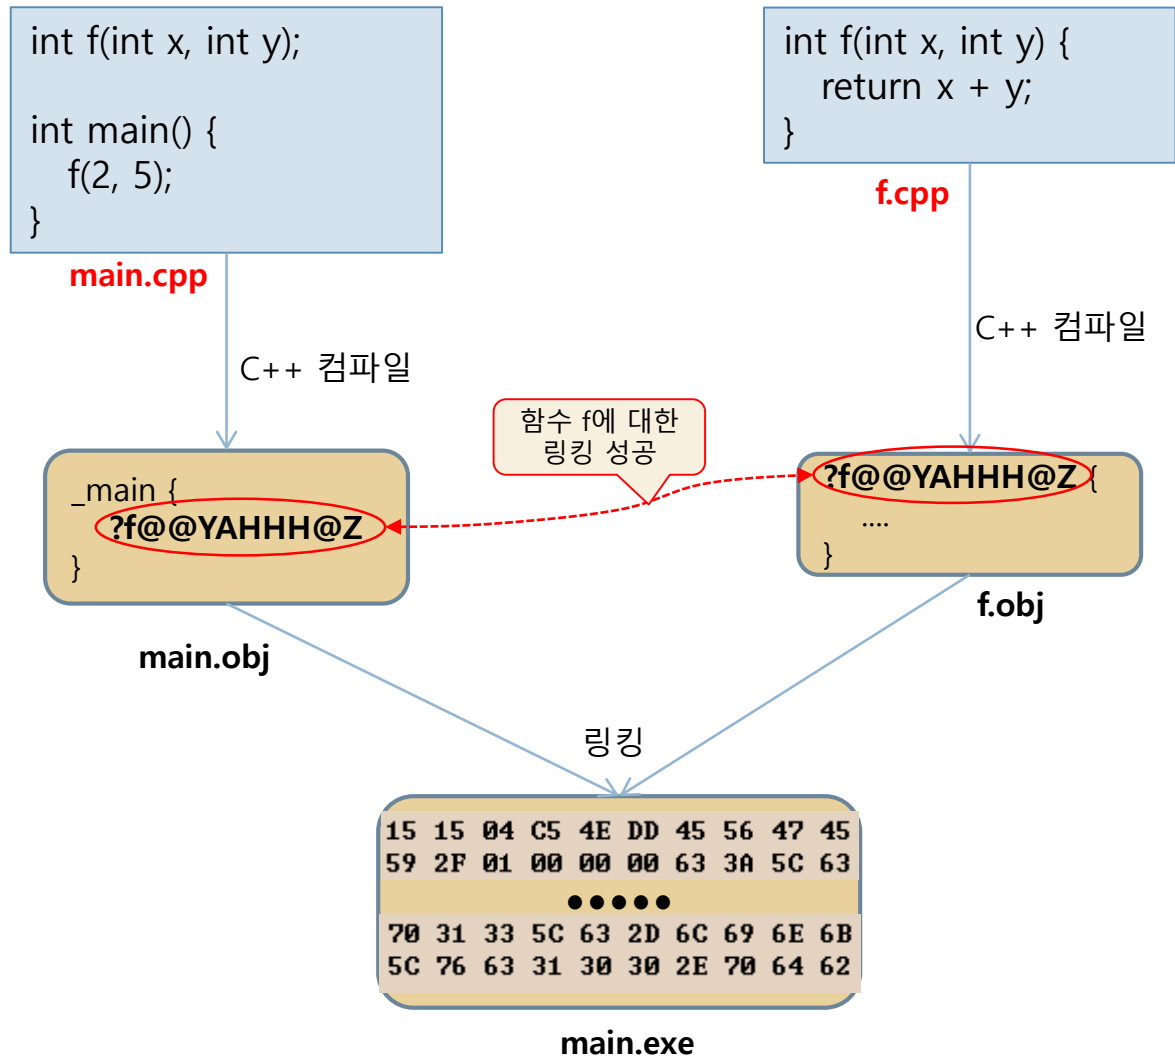 int f(int x, int y);
int main() {
f(2, 5);
}
main.cpp
int f(int x, int y) {
return x + y;
}
f.cpp
C++ 컴파일
C++ 컴파일
함수 f에 대한
링킹 성공
_main {
?f@@YAHHH@Z
}
main.obj
?f@@YAHHH@Z {
....
}
f.obj
링킹
15 15 04 C5 4E DD 45 56 47 45
59 2F 01 00 00 00 63 3A 5C 63
●●●●●
70 31 33 5C 63 2D 6C 69 6E 6B
5C 76 63 31 30 30 2E 70 64 62
main.exe